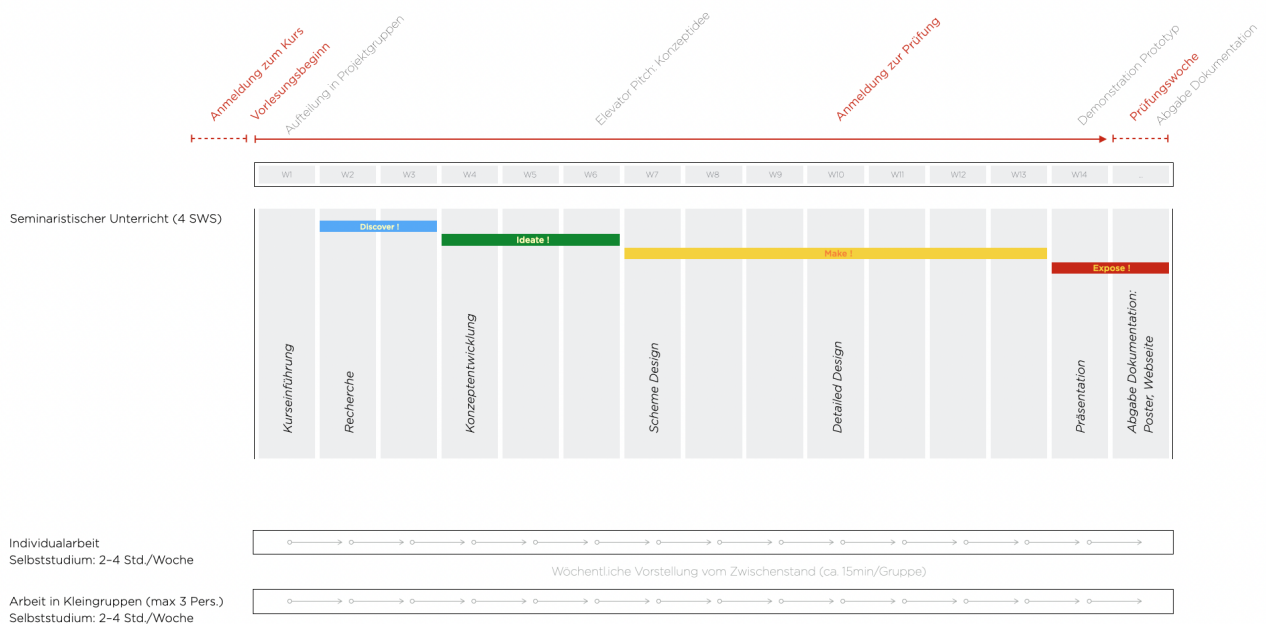 Anmeldung zum Kurs
Vorlesungsbeginn
Aufteilung in Projektgruppen
Elevator Pitch: Konzeptidee
Anmeldung zur Prüfung
Demonstration Prototyp
Prüfungswoche
Abgabe Dokumentation
W1 W2 W3 W4 W5 W6 W7 W8 W9 W10 W11 W12 W13 W14 ...
Seminaristischer Unterricht (4 SWS)
Discover !
Ideate !
Make !
Expose !
Kurseinführung
Recherche
Konzeptentwicklung
Scheme Design
Detailed Design
Präsentation
Abgabe Dokumentation:
Poster, Webseite
Individualarbeit
Selbststudium: 2–4 Std./Woche
Wöchentliche Vorstellung vom Zwischenstand (ca. 15min/Gruppe)
Arbeit in Kleingruppen (max 3 Pers.)
Selbststudium: 2–4 Std./Woche